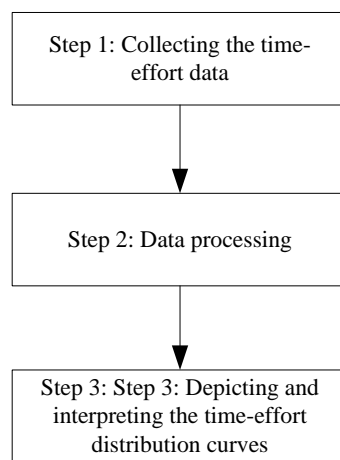 Step 1: Collecting the time-
effort data
Step 2: Data processing
Step 3: Step 3: Depicting and
interpreting the time-effort
distribution curves